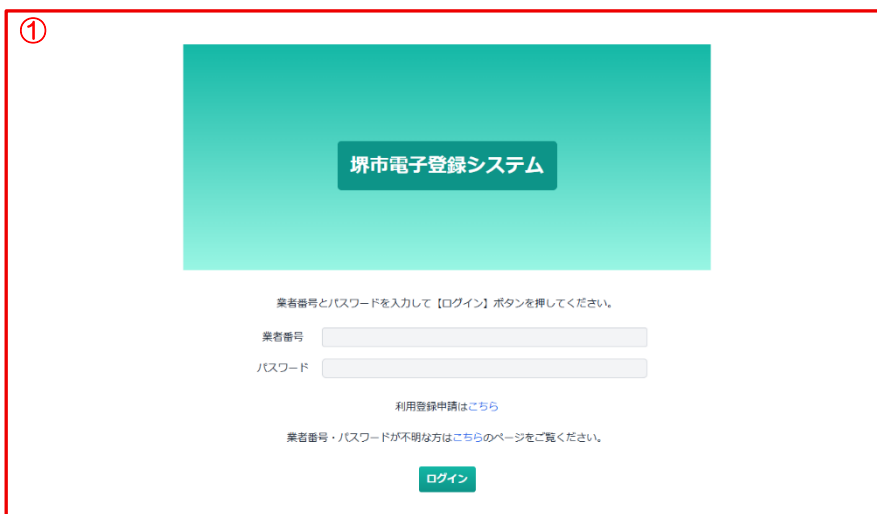 ①
堺市電子登録システム
業者番号とパスワードを入力して【ログイン】ボタンを押してください。
業者番号
パスワード
利用登録申請はこちら
業者番号・パスワードが不明な方はこちらのページをご覧ください。
ログイン